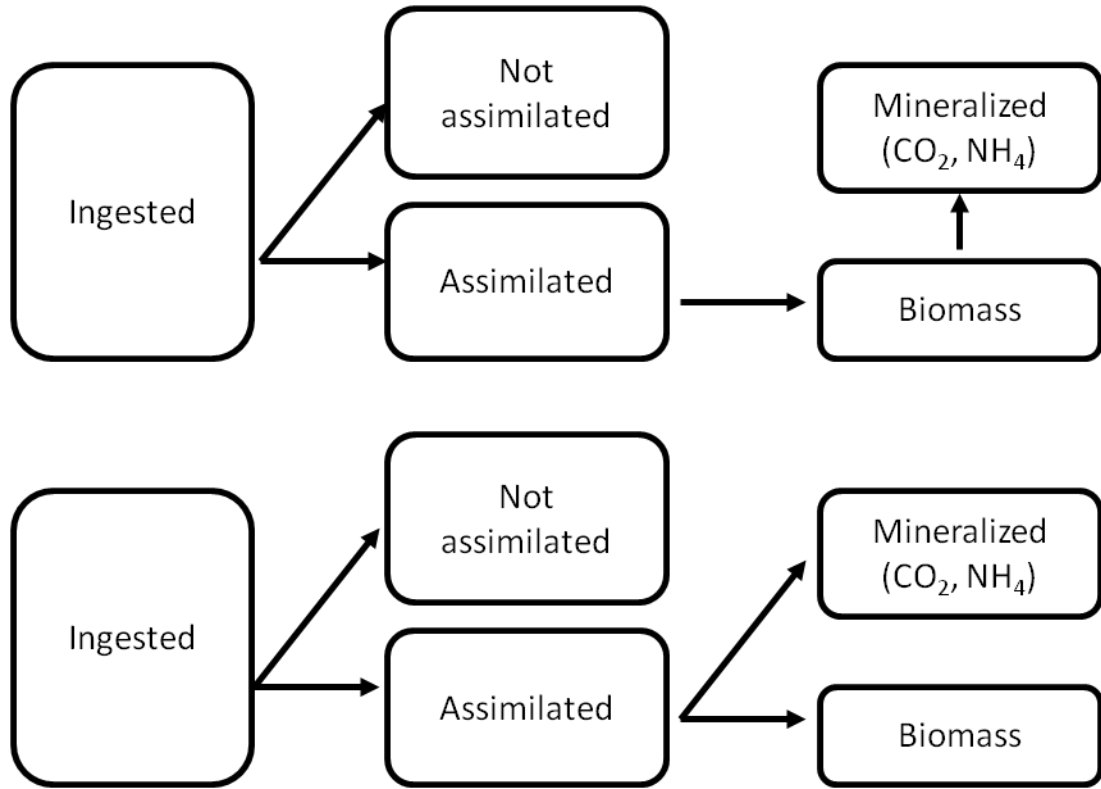 Ingested
Not
assimilated
Assimilated
Mineralized
(CO₂, NH₄)
Biomass
Ingested
Not
assimilated
Assimilated
Mineralized
(CO₂, NH₄)
Biomass